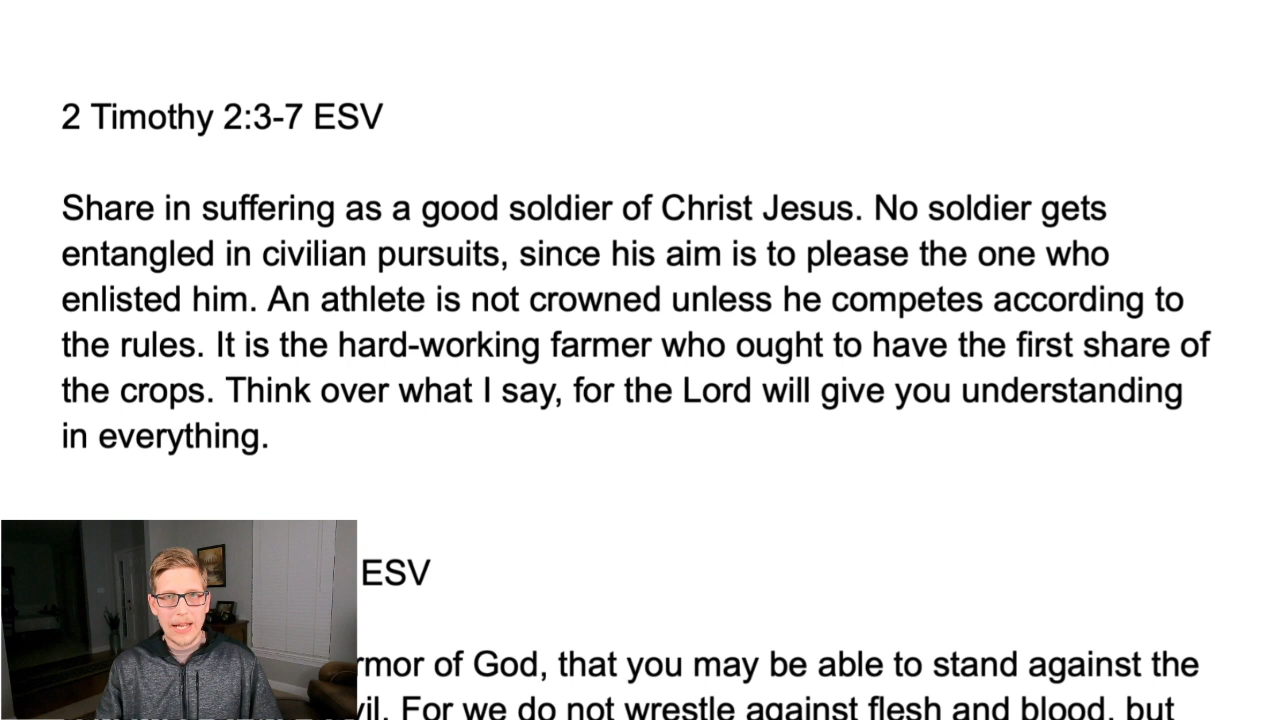 2 Timothy 2:3-7 ESV
Share in suffering as a good soldier of Christ Jesus. No soldier gets
entangled in civilian pursuits, since his aim is to please the one who
enlisted him. An athlete is not crowned unless he competes according to
the rules. It is the hard-working farmer who ought to have the first share of
the crops. Think over what I say, for the Lord will give you understanding
in everything.
ESV
of God, that you may be able to stand against the
For we do not wrestle against flesh and blood, but